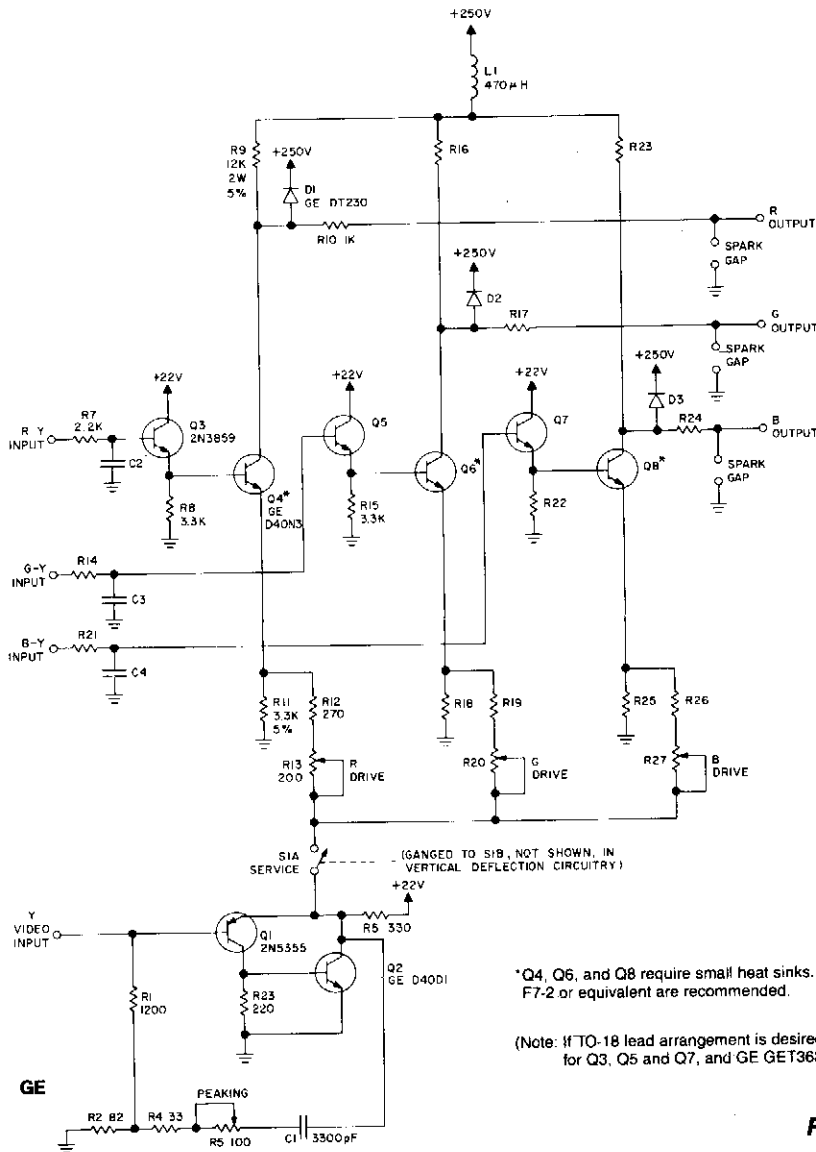 +250V
L1
470µH
R9
12K
2W
5%
+250V
D1
GE DT230
R16
R23
R10 1K
R
OUTPUT
SPARK
GAP
+250V
D2
R17
G
OUTPUT
SPARK
GAP
+250V
D3
R24
B
OUTPUT
SPARK
GAP
+22V
R7
2.2K
R Y
INPUT
C2
Q3
2N3859
R8
3.3K
Q4*
GE
D40N3
+22V
Q5
R15
3.3K
Q6*
+22V
Q7
R22
Q8*
R14
G-Y
INPUT
C3
R21
B-Y
INPUT
C4
R11
3.3K
5%
R12
270
R13
200
R
DRIVE
R18
R19
R20
G
DRIVE
R25
R26
R27
B
DRIVE
S1A
SERVICE
(GANGED TO S1B, NOT SHOWN, IN
VERTICAL DEFLECTION CIRCUITRY)
+22V
R5 330
Y
VIDEO
INPUT
Q1
2N5355
Q2
GE D40D1
R23
220
R1
1200
*Q4, Q6, and Q8 require small heat sinks.
F7-2 or equivalent are recommended.
(Note: If TO-18 lead arrangement is desire
for Q3, Q5 and Q7, and GE GET36
GE
PEAKING
R2 82
R4 33
R5 100
C1
3300pF